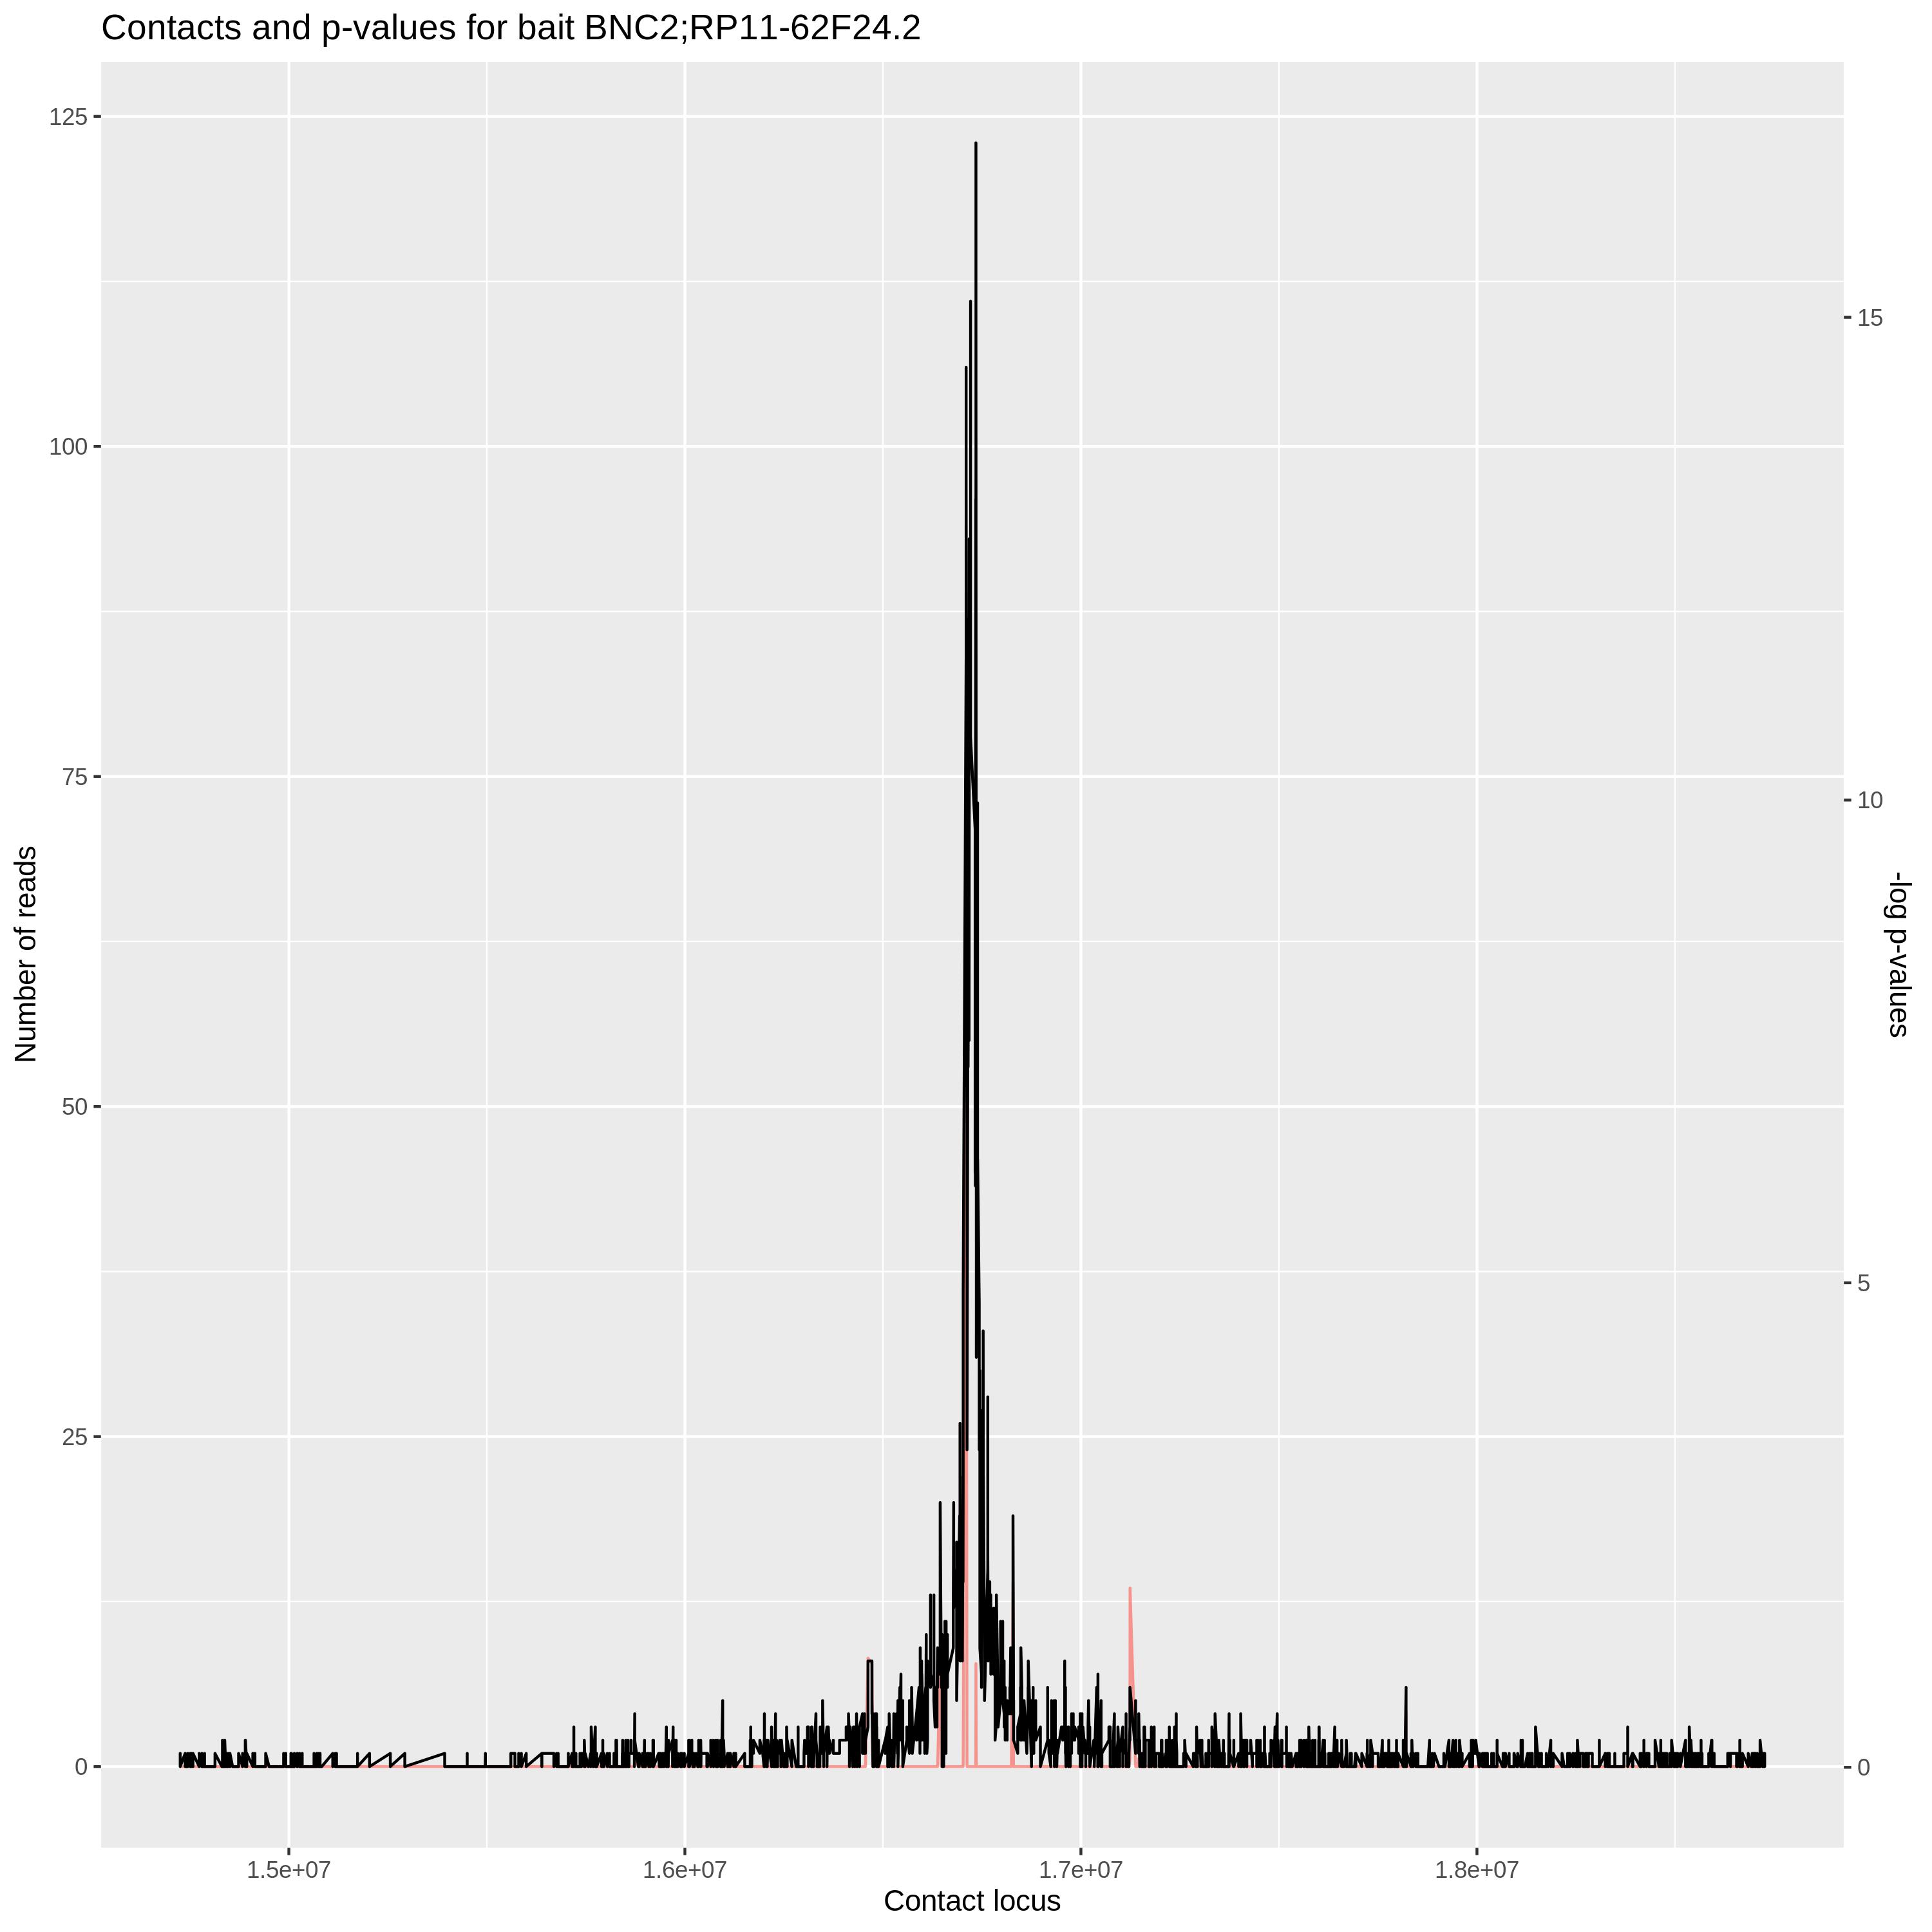 Contacts and p-values for bait BNC2;RP11-62F24.2
125
100
75
50
25
0
Number of reads
15
10
5
0
-log p-values
1.5e+07
1.6e+07
1.7e+07
1.8e+07
Contact locus